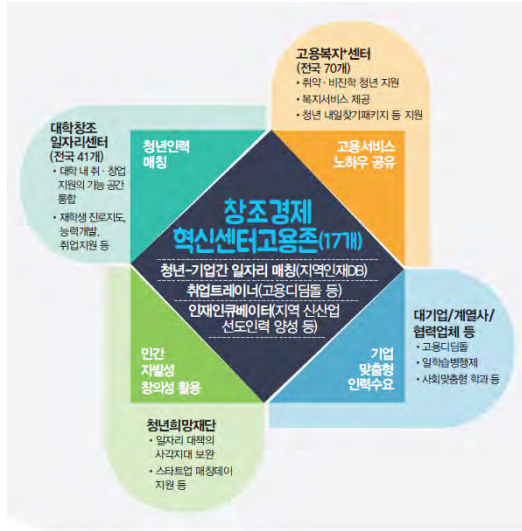 고용복지+센터
(전국 70개)
• 취약·비진학 청년 지원
• 복지서비스 제공
• 청년 내일찾기패키지 등 지원
대학창조
일자리센터
(전국 41개)
• 대학 내 취·창업
지원의 기능 공간
통합
• 재학생 진로지도,
능력개발,
취업지원 등
청년인력
매칭
고용서비스
노하우 공유
창조경제
혁신센터고용존(17개)
청년-기업간 일자리 매칭(지역인재DB)
취업트레이너(고용디딤돌 등)
인재인큐베이터(지역 신산업
선도인력 양성 등)
민간
자발성
창의성 활용
기업
맞춤형
인력수요
대기업/계열사/
협력업체 등
• 고용디딤돌
• 일학습병행제
• 사회맞춤형 학과 등
청년희망재단
• 일자리 대책의
사각지대 보완
• 스타트업 매칭데이
지원 등